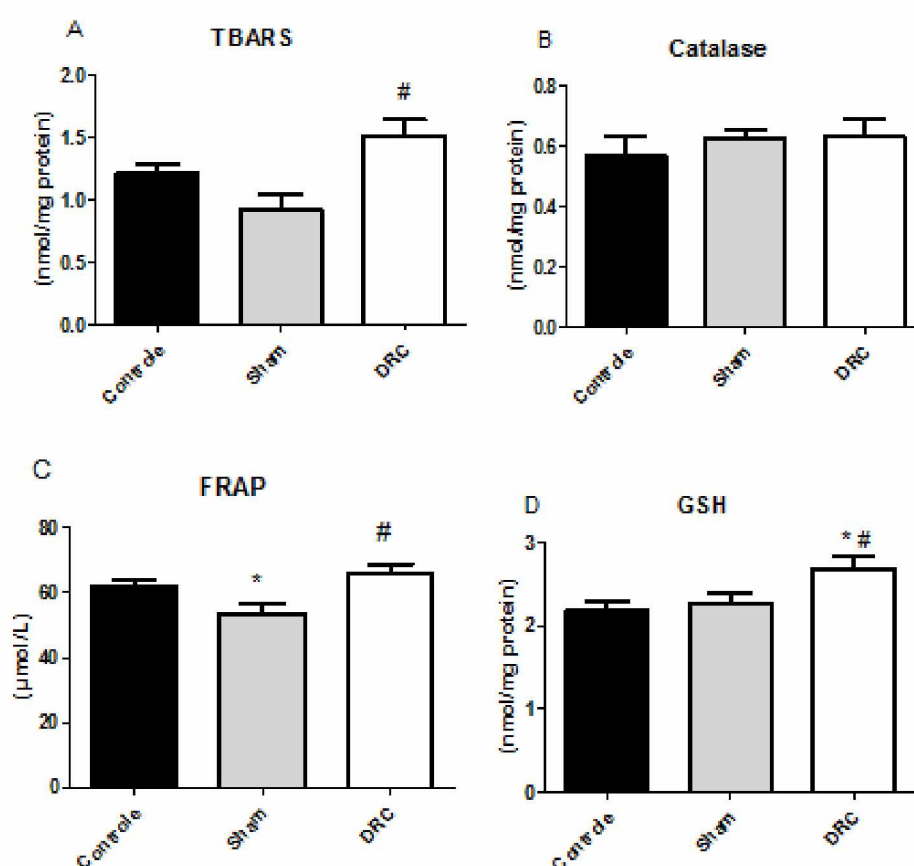 A
TBARS
#
2.0
1.5
1.0
0.5
0.0
(nmol/mg protein)
Controle
Sham
DRC
B
Catalase
0.8
0.6
0.4
0.2
0.0
(nmol/mg protein)
Controle
Sham
DRC
C
FRAP
*
#
80
60
40
20
0
(µmol/L)
Controle
Sham
DRC
D
GSH
* #
3
2
1
0
(nmol/mg protein)
Controle
Sham
DRC